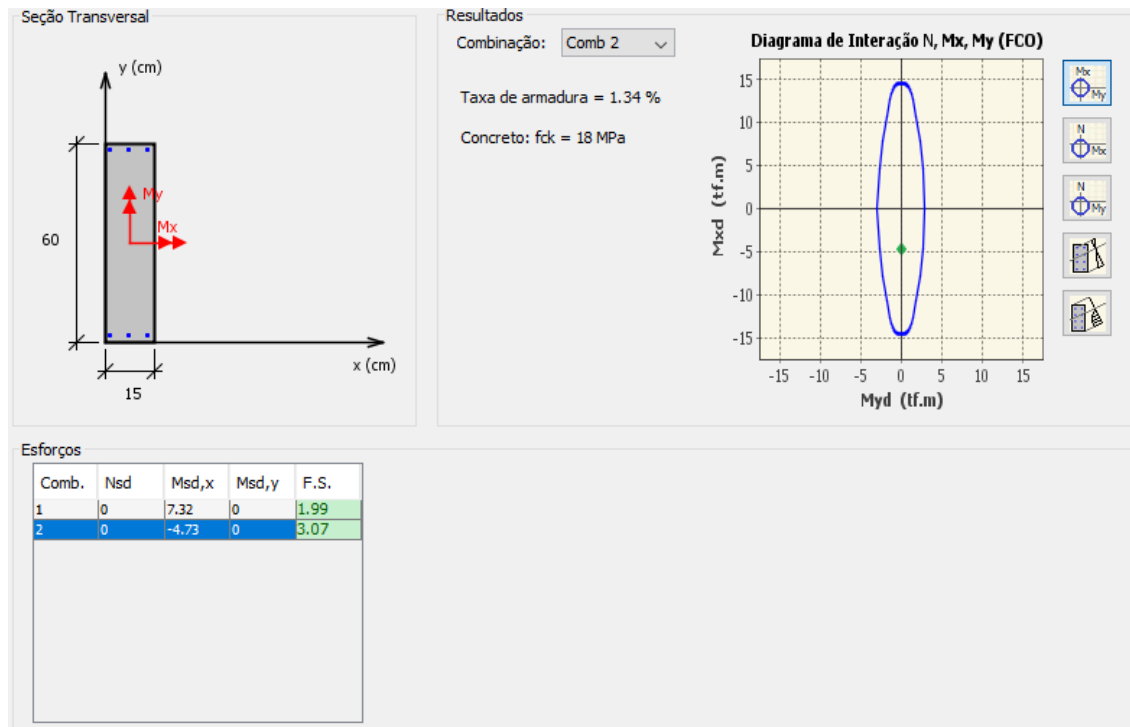 Seção Transversal
y (cm)
My
Mx
60
x (cm)
15
Resultados
Combinação: Comb 2
Taxa de armadura = 1.34 %
Concreto: fck = 18 MPa
Diagrama de Interação N, Mx, My (FCO)
15
10
5
0
-5
-10
-15
Mxd (tf.m)
-15 -10 -5 0 5 10 15
Myd (tf.m)
Mx
My
N
Mx
N
My
Esforços
Comb. Nsd Msd,x Msd,y F.S.
1 0 7.32 0 1.99
2 0 -4.73 0 3.07